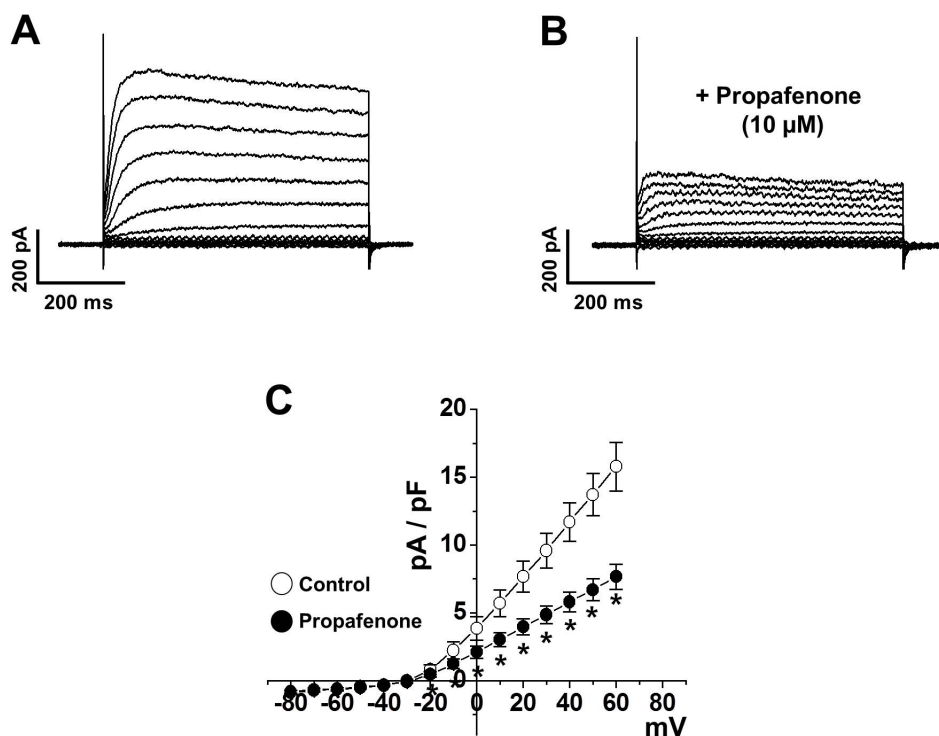 A
B
+ Propafenone
(10 µM)
200 pA
200 ms
200 pA
200 ms
C
20
15
10
5
0
pA / pF
Control
Propafenone
* * * * * * * * *
-80 -60 -40 -20 0 20 40 60 80
mV